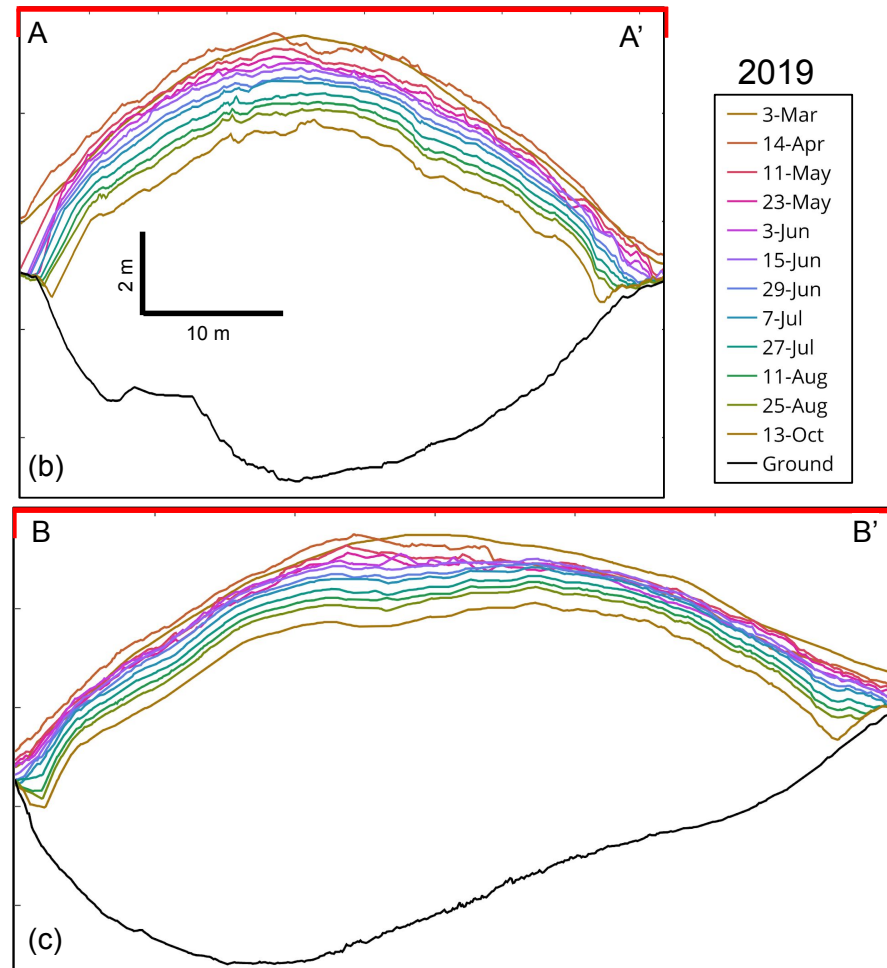 A
A’
2019
3-Mar
14-Apr
11-May
23-May
3-Jun
15-Jun
29-Jun
7-Jul
27-Jul
11-Aug
25-Aug
13-Oct
Ground
2 m
10 m
(b)
B
B’
(c)